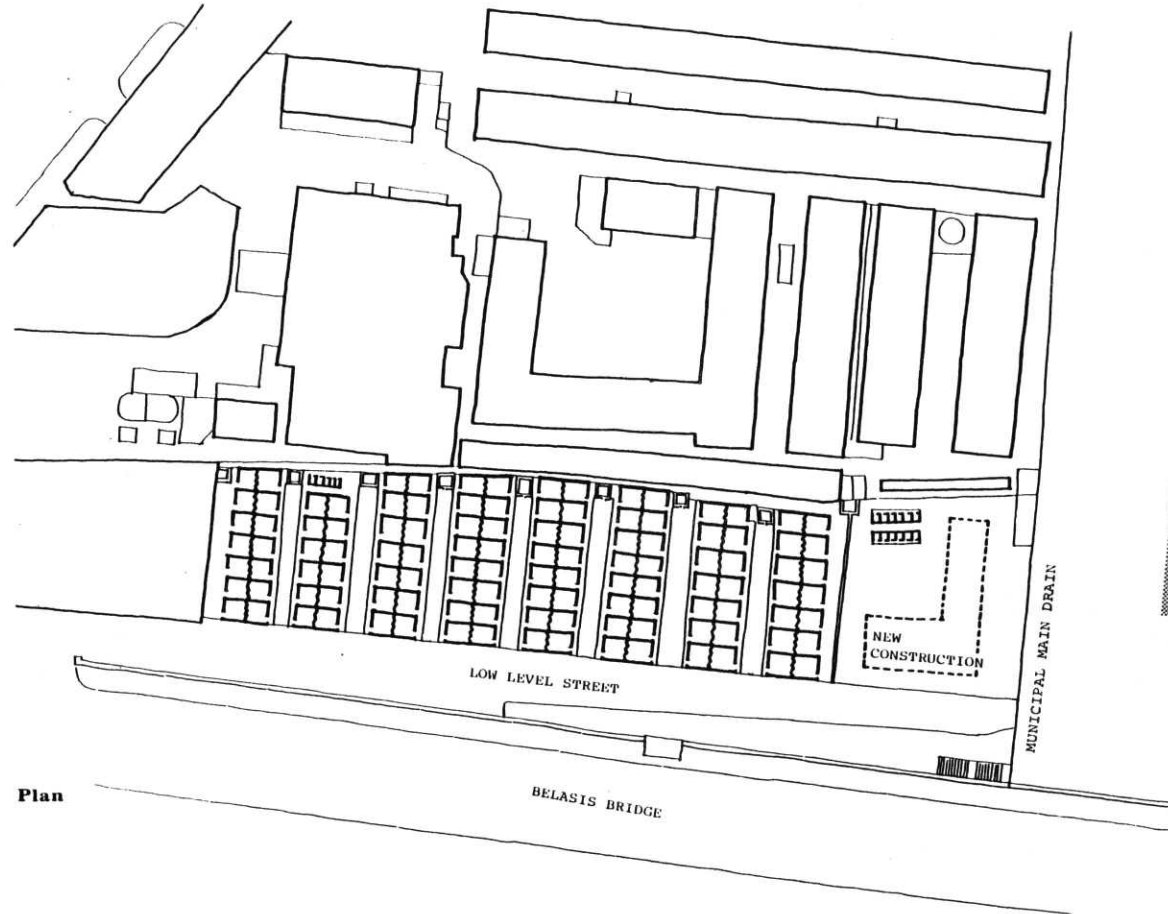 NEW
CONSTRUCTION
MUNICIPAL MAIN DRAIN
LOW LEVEL STREET
BELASIS BRIDGE
Plan